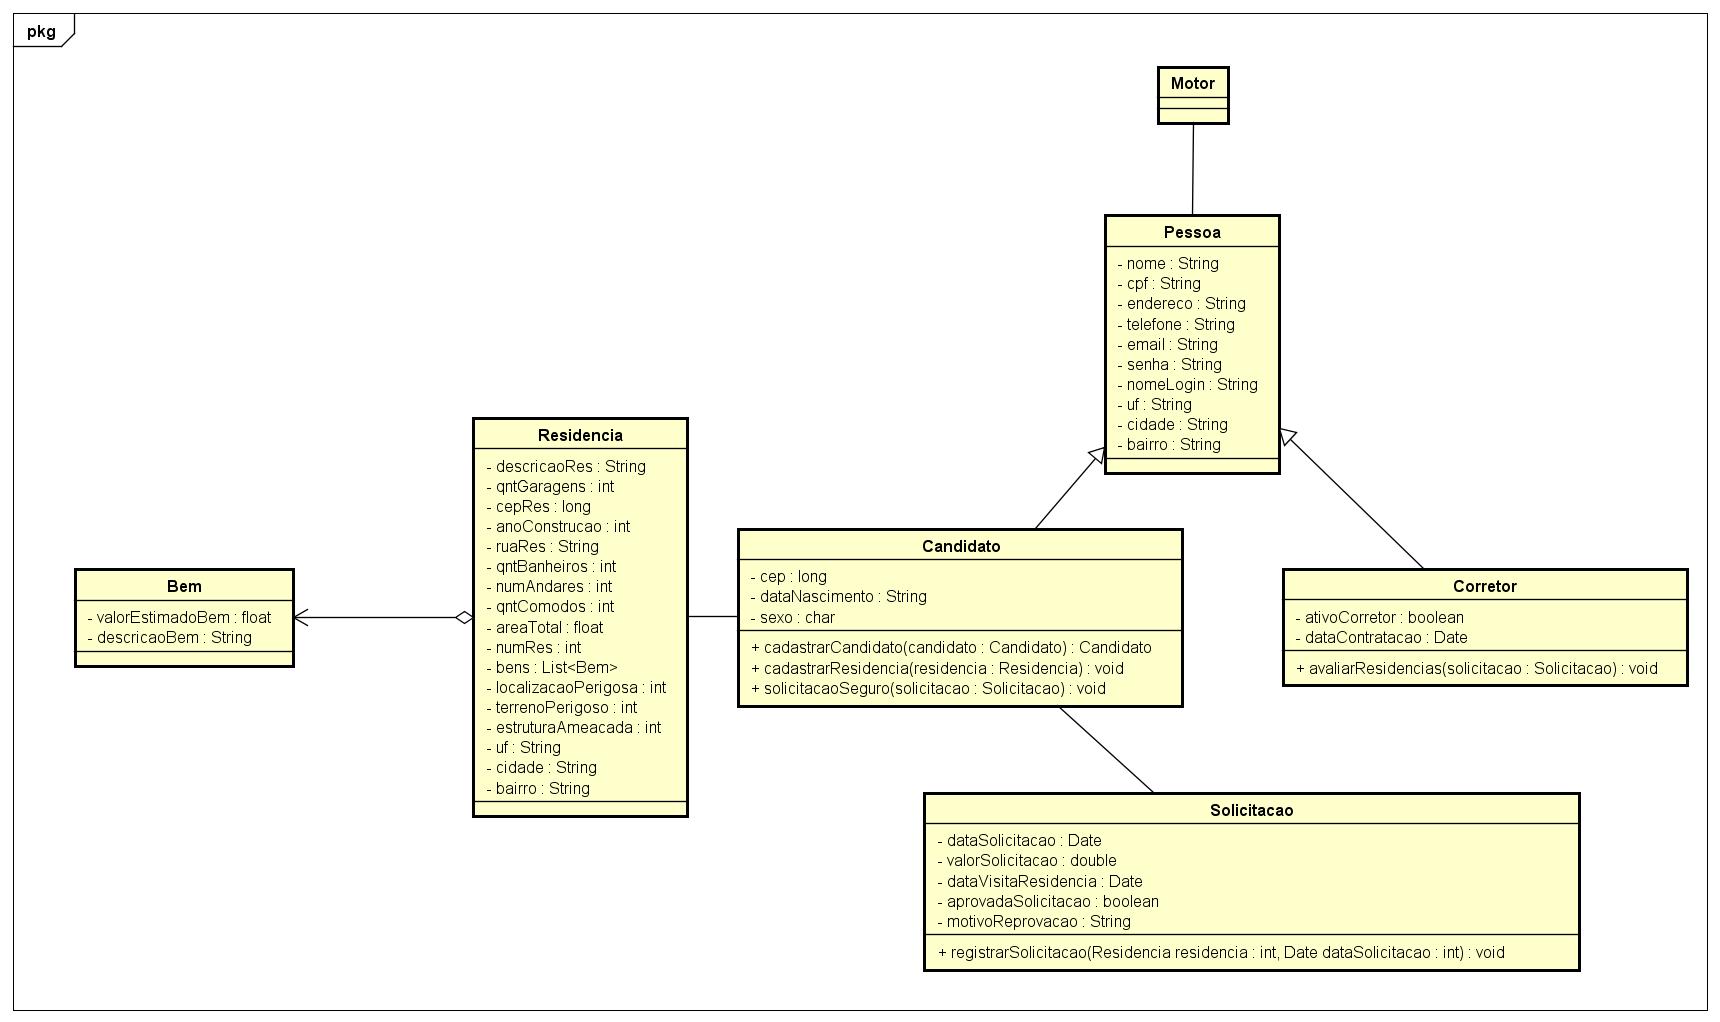 pkg
Motor
Pessoa
- nome : String
- cpf : String
- endereco : String
- telefone : String
- email : String
- senha : String
- nomeLogin : String
- uf : String
- cidade : String
- bairro : String
Residencia
- descricaoRes : String
- qntGaragens : int
- cepRes : long
- anoConstrucao : int
- ruaRes : String
- qntBanheiros : int
- numAndares : int
- qntComodos : int
- areaTotal : float
- numRes : int
- bens : List<Bem>
- localizacaoPerigosa : int
- terrenoPerigoso : int
- estruturaAmeacada : int
- uf : String
- cidade : String
- bairro : String
Candidato
- cep : long
- dataNascimento : String
- sexo : char
+ cadastrarCandidato(candidato : Candidato) : Candidato
+ cadastrarResidencia(residencia : Residencia) : void
+ solicitacaoSeguro(solicitacao : Solicitacao) : void
Bem
- valorEstimadoBem : float
- descricaoBem : String
Corretor
- ativoCorretor : boolean
- dataContratacao : Date
+ avaliarResidencias(solicitacao : Solicitacao) : void
Solicitacao
- dataSolicitacao : Date
- valorSolicitacao : double
- dataVisitaResidencia : Date
- aprovadaSolicitacao : boolean
- motivoReprovacao : String
+ registrarSolicitacao(Residencia residencia : int, Date dataSolicitacao : int) : void